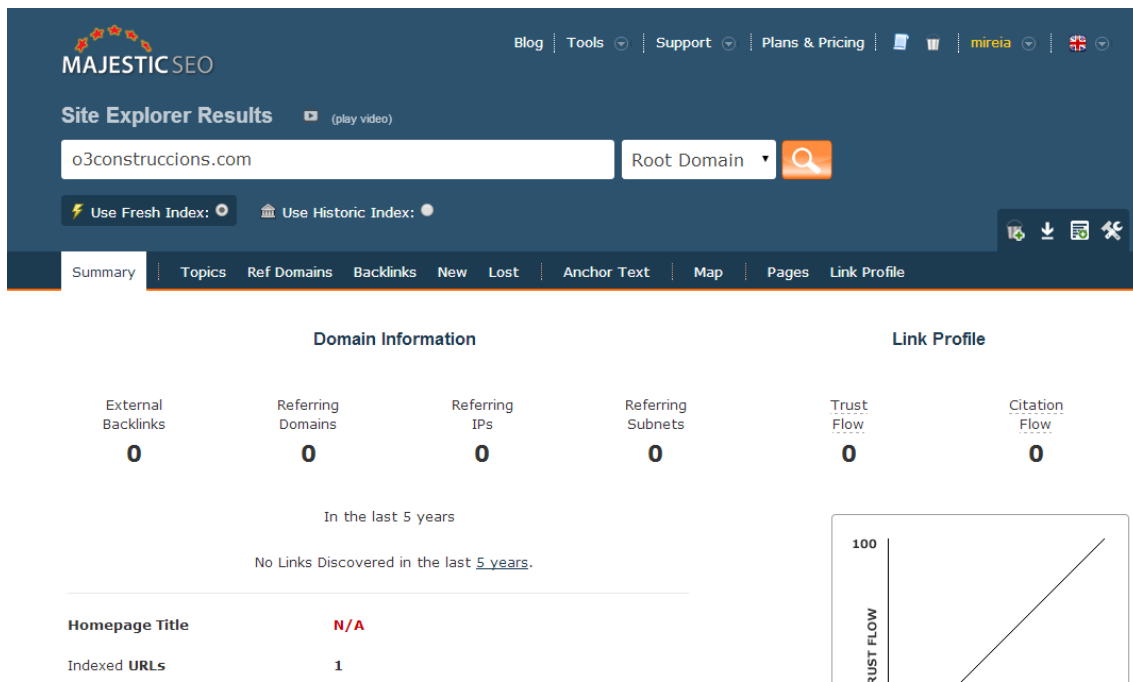 Blog Tools Support Plans & Pricing mireia
MAJESTIC SEO
Site Explorer Results (play video)
o3construccions.com Root Domain
Use Fresh Index: Use Historic Index:
Summary Topics Ref Domains Backlinks New Lost Anchor Text Map Pages Link Profile
Domain Information Link Profile
External Referring Referring Referring Trust Citation
Backlinks Domains IPs Subnets Flow Flow
0 0 0 0 0 0
In the last 5 years
No Links Discovered in the last 5 years.
100
Homepage Title N/A
Indexed URLs 1
TRUST FLOW